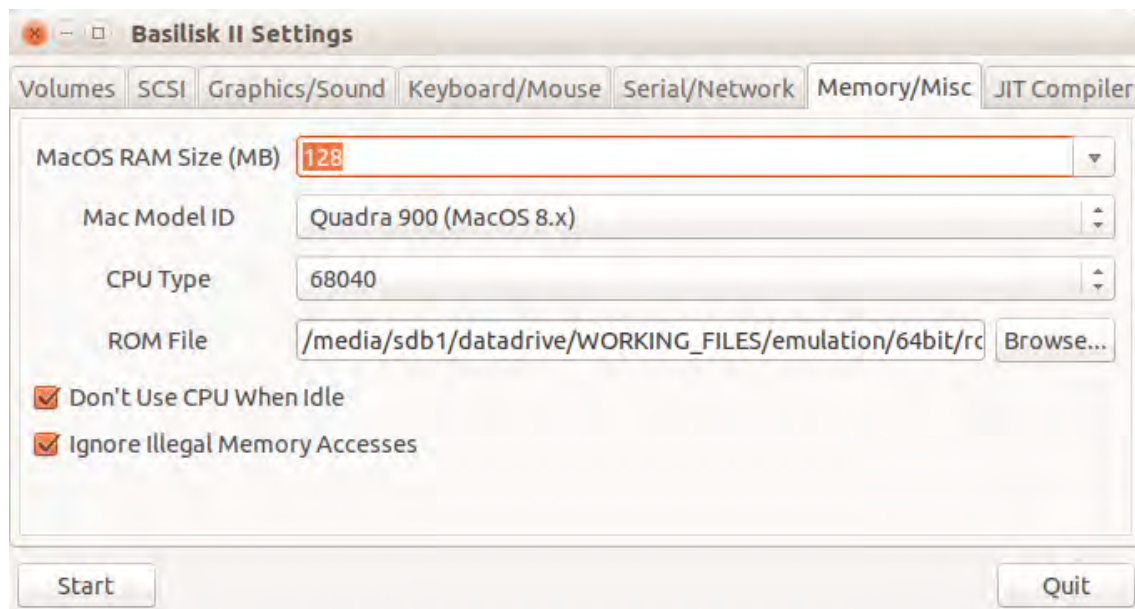 Basilisk II Settings
Volumes SCSI Graphics/Sound Keyboard/Mouse Serial/Network Memory/Misc JIT Compiler
MacOS RAM Size (MB) 128
Mac Model ID Quadra 900 (MacOS 8.x)
CPU Type 68040
ROM File /media/sdb1/datadrive/WORKING_FILES/emulation/64bit/rc Browse...
Don't Use CPU When Idle
Ignore Illegal Memory Accesses
Start Quit